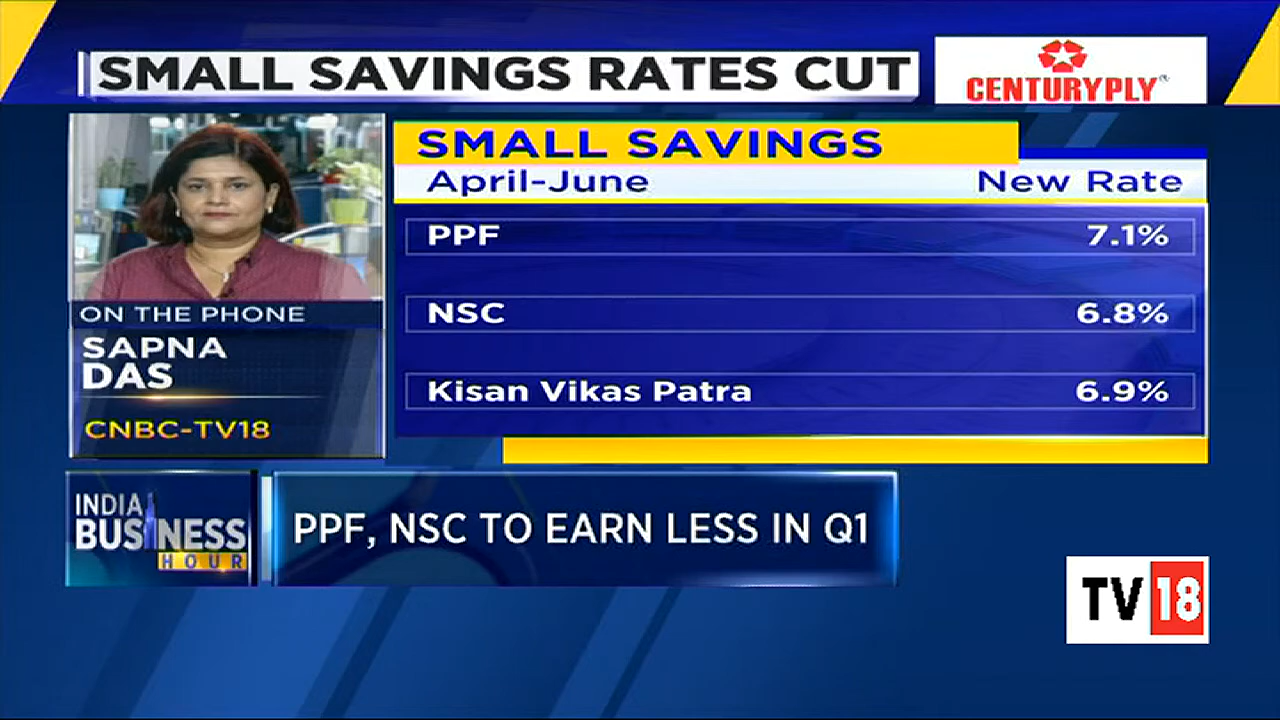 SMALL SAVINGS RATES CUT
CENTURYPLY
SMALL SAVINGS
April-June New Rate
PPF 7.1%
NSC 6.8%
Kisan Vikas Patra 6.9%
ON THE PHONE
SAPNA
DAS
CNBC-TV18
INDIA
BUSINESS
HOUR
PPF, NSC TO EARN LESS IN Q1
TV18